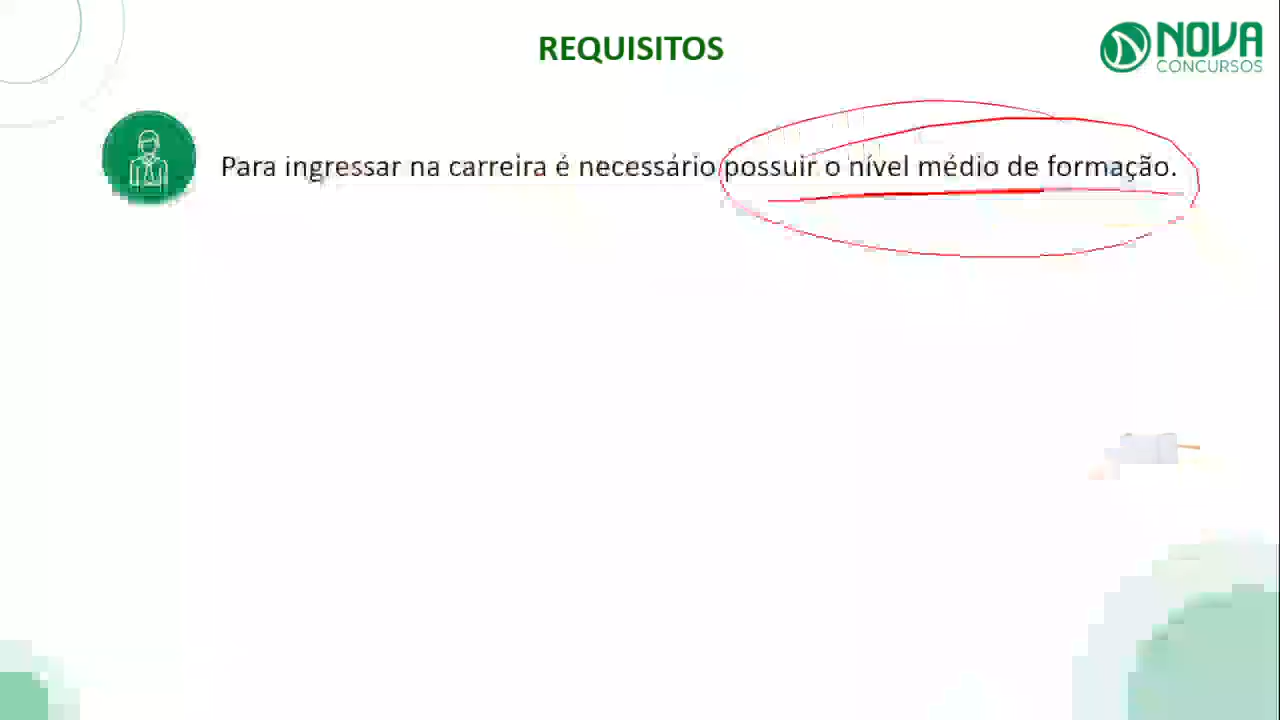 REQUISITOS
NOVA
CONCURSOS
Para ingressar na carreira é necessário possuir o nível médio de formação.